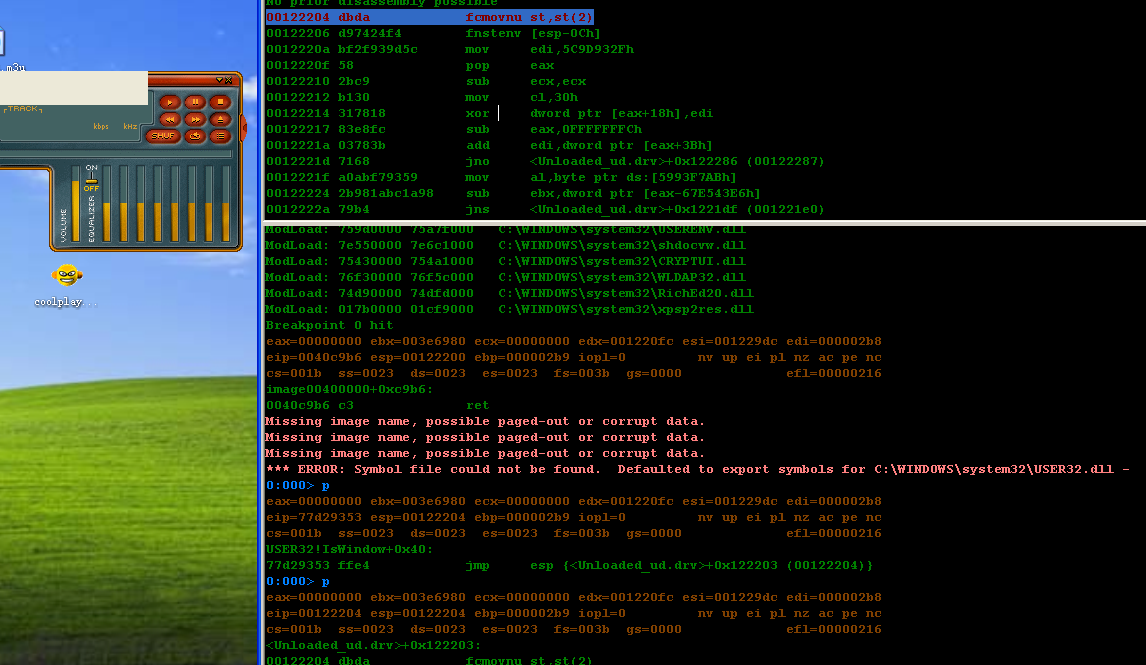 .m3u
TRACK
kbps kHz
SHUF
ON
OFF
VOLUME
EQUALIZER
coolplay...
No prior disassembly possible
00122204 dbda fcmovnu st,st(2)
00122206 d97424f4 fnstenv [esp-0Ch]
0012220a bf2f939d5c mov edi,5C9D932Fh
0012220f 58 pop eax
00122210 2bc9 sub ecx,ecx
00122212 b130 mov cl,30h
00122214 317818 xor dword ptr [eax+18h],edi
00122217 83e8fc sub eax,0FFFFFFFCh
0012221a 03783b add edi,dword ptr [eax+3Bh]
0012221d 7168 jno <Unloaded_ud.drv>+0x122286 (00122287)
0012221f a0abf79359 mov al,byte ptr ds:[5993F7ABh]
00122224 2b981abc1a98 sub ebx,dword ptr [eax-67E543E6h]
0012222a 79b4 jns <Unloaded_ud.drv>+0x1221df (001221e0)
ModLoad: 759d0000 75a7f000 C:\WINDOWS\system32\USERENV.dll
ModLoad: 7e550000 7e6c1000 C:\WINDOWS\system32\shdocvw.dll
ModLoad: 75430000 754a1000 C:\WINDOWS\system32\CRYPTUI.dll
ModLoad: 76f30000 76f5c000 C:\WINDOWS\system32\WLDAP32.dll
ModLoad: 74d90000 74dfd000 C:\WINDOWS\system32\RichEd20.dll
ModLoad: 017b0000 01cf9000 C:\WINDOWS\system32\xpsp2res.dll
Breakpoint 0 hit
eax=00000000 ebx=003e6980 ecx=00000000 edx=001220fc esi=001229dc edi=000002b8
eip=0040c9b6 esp=00122200 ebp=000002b9 iopl=0 nv up ei pl nz ac pe nc
cs=001b ss=0023 ds=0023 es=0023 fs=003b gs=0000 efl=00000216
image00400000+0xc9b6:
0040c9b6 c3 ret
Missing image name, possible paged-out or corrupt data.
Missing image name, possible paged-out or corrupt data.
Missing image name, possible paged-out or corrupt data.
*** ERROR: Symbol file could not be found. Defaulted to export symbols for C:\WINDOWS\system32\USER32.dll -
0:000> p
eax=00000000 ebx=003e6980 ecx=00000000 edx=001220fc esi=001229dc edi=000002b8
eip=77d29353 esp=00122204 ebp=000002b9 iopl=0 nv up ei pl nz ac pe nc
cs=001b ss=0023 ds=0023 es=0023 fs=003b gs=0000 efl=00000216
USER32!IsWindow+0x40:
77d29353 ffe4 jmp esp {<Unloaded_ud.drv>+0x122203 (00122204)}
0:000> p
eax=00000000 ebx=003e6980 ecx=00000000 edx=001220fc esi=001229dc edi=000002b8
eip=00122204 esp=00122204 ebp=000002b9 iopl=0 nv up ei pl nz ac pe nc
cs=001b ss=0023 ds=0023 es=0023 fs=003b gs=0000 efl=00000216
<Unloaded_ud.drv>+0x122203:
00122204 dbda fcmovnu st,st(2)